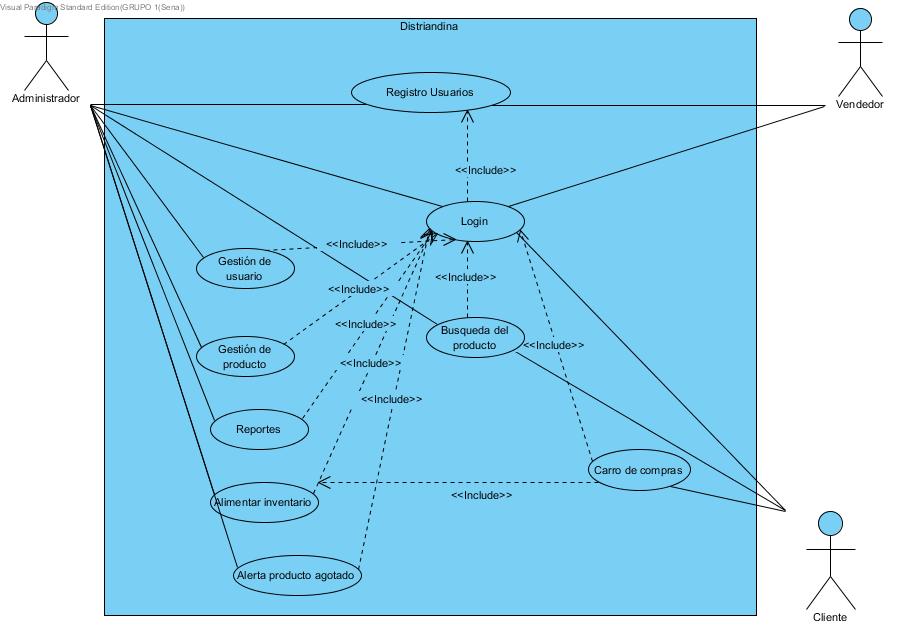 Visual Paradigm Standard Edition(GRUPO 1(Sena))
Distriandina
Administrador
Vendedor
Registro Usuarios
<<Include>>
Login
<<Include>>
Gestión de
usuario
<<Include>>
<<Include>>
<<Include>>
Busqueda del
producto
<<Include>>
Gestión de
producto
<<Include>>
<<Include>>
Reportes
Carro de compras
<<Include>>
Alimentar inventario
Alerta producto agotado
Cliente